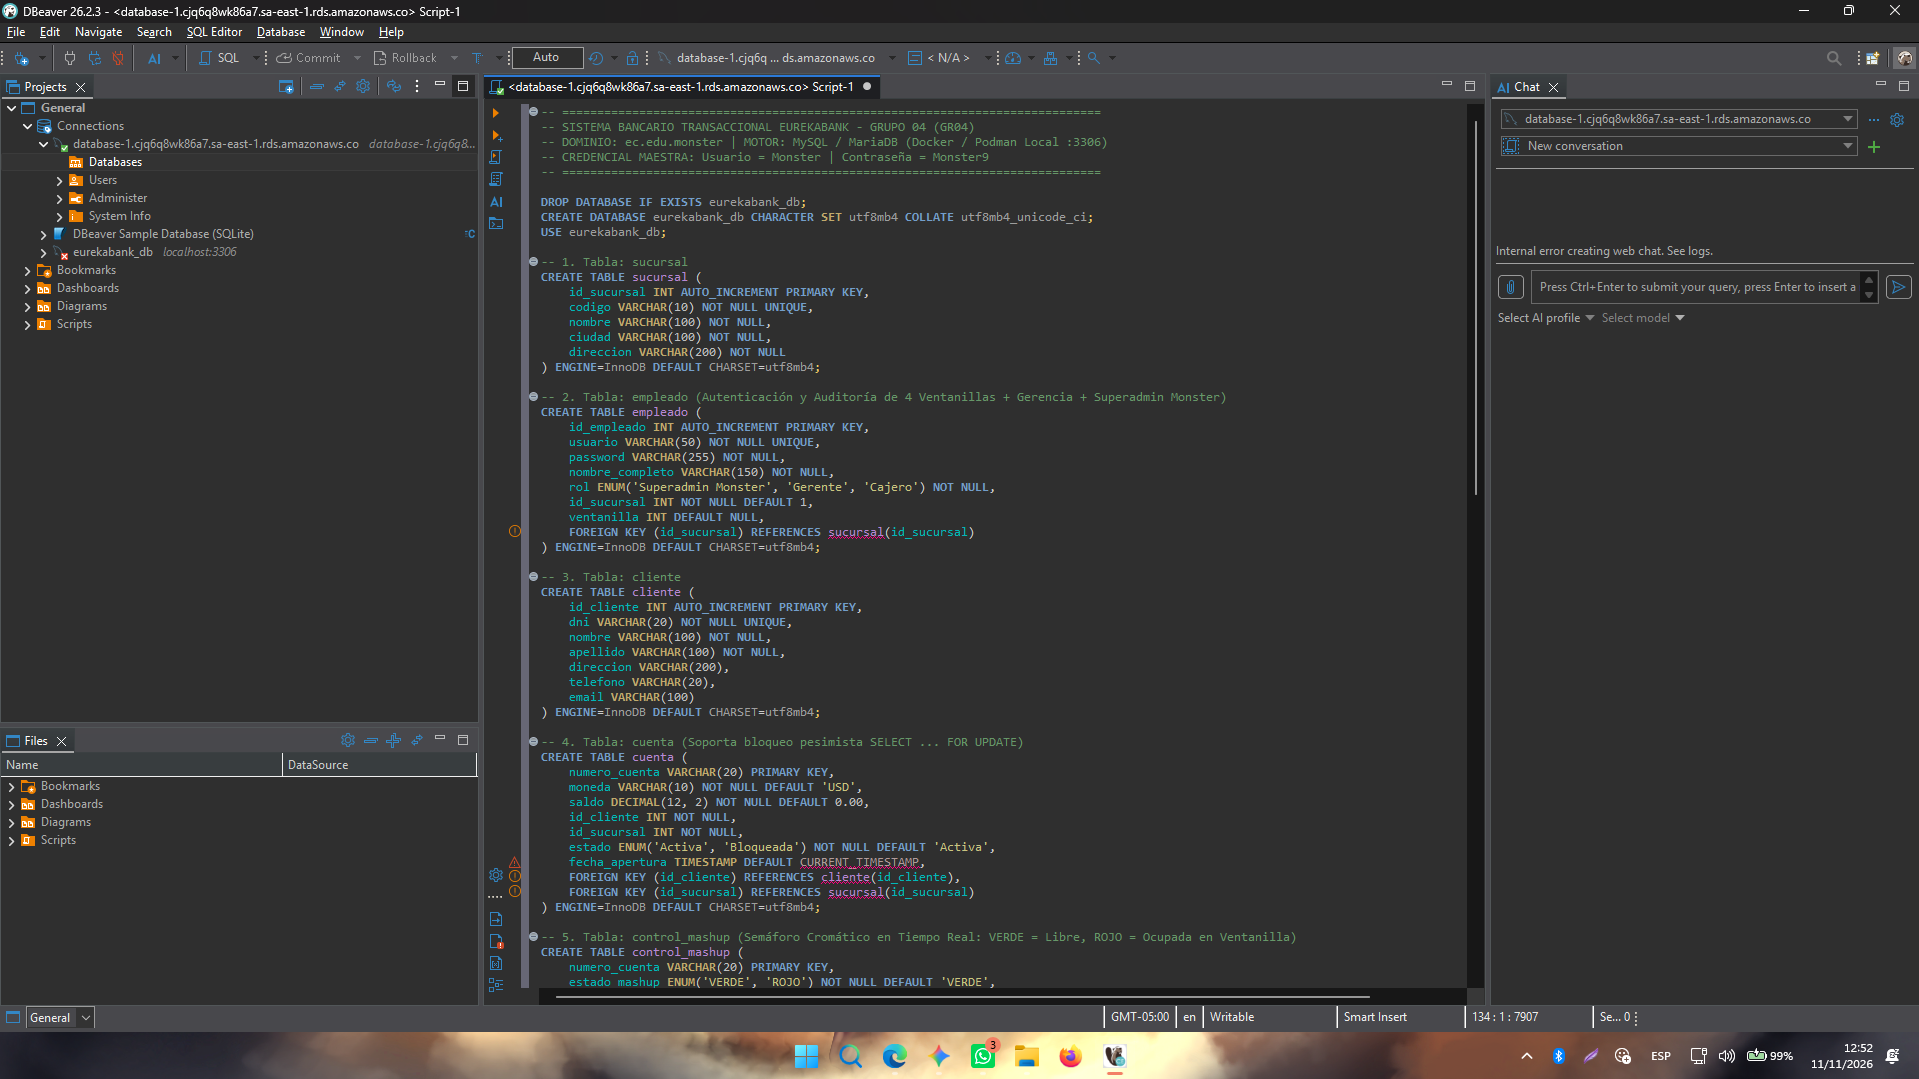 DBeaver 26.2.3 - <database-1.cjq6q8wk86a7.sa-east-1.rds.amazonaws.co> Script-1
File Edit Navigate Search SQL Editor Database Window Help
AI SQL Commit Rollback T Auto database-1.cjq6q ... ds.amazonaws.co < N/A >
Projects
General
Connections
database-1.cjq6q8wk86a7.sa-east-1.rds.amazonaws.co database-1.cjq6q8...
Databases
Users
Administer
System Info
DBeaver Sample Database (SQLite)
eurekabank_db localhost:3306
Bookmarks
Dashboards
Diagrams
Scripts
Files
Name DataSource
Bookmarks
Dashboards
Diagrams
Scripts
<database-1.cjq6q8wk86a7.sa-east-1.rds.amazonaws.co> Script-1
AI
-- =============================================================================
-- SISTEMA BANCARIO TRANSACCIONAL EUREKABANK - GRUPO 04 (GR04)
-- DOMINIO: ec.edu.monster | MOTOR: MySQL / MariaDB (Docker / Podman Local :3306)
-- CREDENCIAL MAESTRA: Usuario = Monster | Contraseña = Monster9
-- =============================================================================
DROP DATABASE IF EXISTS eurekabank_db;
CREATE DATABASE eurekabank_db CHARACTER SET utf8mb4 COLLATE utf8mb4_unicode_ci;
USE eurekabank_db;
-- 1. Tabla: sucursal
CREATE TABLE sucursal (
id_sucursal INT AUTO_INCREMENT PRIMARY KEY,
codigo VARCHAR(10) NOT NULL UNIQUE,
nombre VARCHAR(100) NOT NULL,
ciudad VARCHAR(100) NOT NULL,
direccion VARCHAR(200) NOT NULL
) ENGINE=InnoDB DEFAULT CHARSET=utf8mb4;
-- 2. Tabla: empleado (Autenticación y Auditoría de 4 Ventanillas + Gerencia + Superadmin Monster)
CREATE TABLE empleado (
id_empleado INT AUTO_INCREMENT PRIMARY KEY,
usuario VARCHAR(50) NOT NULL UNIQUE,
password VARCHAR(255) NOT NULL,
nombre_completo VARCHAR(150) NOT NULL,
rol ENUM('Superadmin Monster', 'Gerente', 'Cajero') NOT NULL,
id_sucursal INT NOT NULL DEFAULT 1,
ventanilla INT DEFAULT NULL,
FOREIGN KEY (id_sucursal) REFERENCES sucursal(id_sucursal)
) ENGINE=InnoDB DEFAULT CHARSET=utf8mb4;
-- 3. Tabla: cliente
CREATE TABLE cliente (
id_cliente INT AUTO_INCREMENT PRIMARY KEY,
dni VARCHAR(20) NOT NULL UNIQUE,
nombre VARCHAR(100) NOT NULL,
apellido VARCHAR(100) NOT NULL,
direccion VARCHAR(200),
telefono VARCHAR(20),
email VARCHAR(100)
) ENGINE=InnoDB DEFAULT CHARSET=utf8mb4;
-- 4. Tabla: cuenta (Soporta bloqueo pesimista SELECT ... FOR UPDATE)
CREATE TABLE cuenta (
numero_cuenta VARCHAR(20) PRIMARY KEY,
moneda VARCHAR(10) NOT NULL DEFAULT 'USD',
saldo DECIMAL(12, 2) NOT NULL DEFAULT 0.00,
id_cliente INT NOT NULL,
id_sucursal INT NOT NULL,
estado ENUM('Activa', 'Bloqueada') NOT NULL DEFAULT 'Activa',
fecha_apertura TIMESTAMP DEFAULT CURRENT_TIMESTAMP,
FOREIGN KEY (id_cliente) REFERENCES cliente(id_cliente),
FOREIGN KEY (id_sucursal) REFERENCES sucursal(id_sucursal)
) ENGINE=InnoDB DEFAULT CHARSET=utf8mb4;
-- 5. Tabla: control_mashup (Semáforo Cromático en Tiempo Real: VERDE = Libre, ROJO = Ocupada en Ventanilla)
CREATE TABLE control_mashup (
numero_cuenta VARCHAR(20) PRIMARY KEY,
estado_mashup ENUM('VERDE', 'ROJO') NOT NULL DEFAULT 'VERDE',
AI Chat
database-1.cjq6q8wk86a7.sa-east-1.rds.amazonaws.co
New conversation
Internal error creating web chat. See logs.
Press Ctrl+Enter to submit your query, press Enter to insert a
Select AI profile Select model
General
GMT-05:00 en Writable Smart Insert 134 : 1 : 7907 Se... 0
3
ESP 99% 12:52
11/11/2026